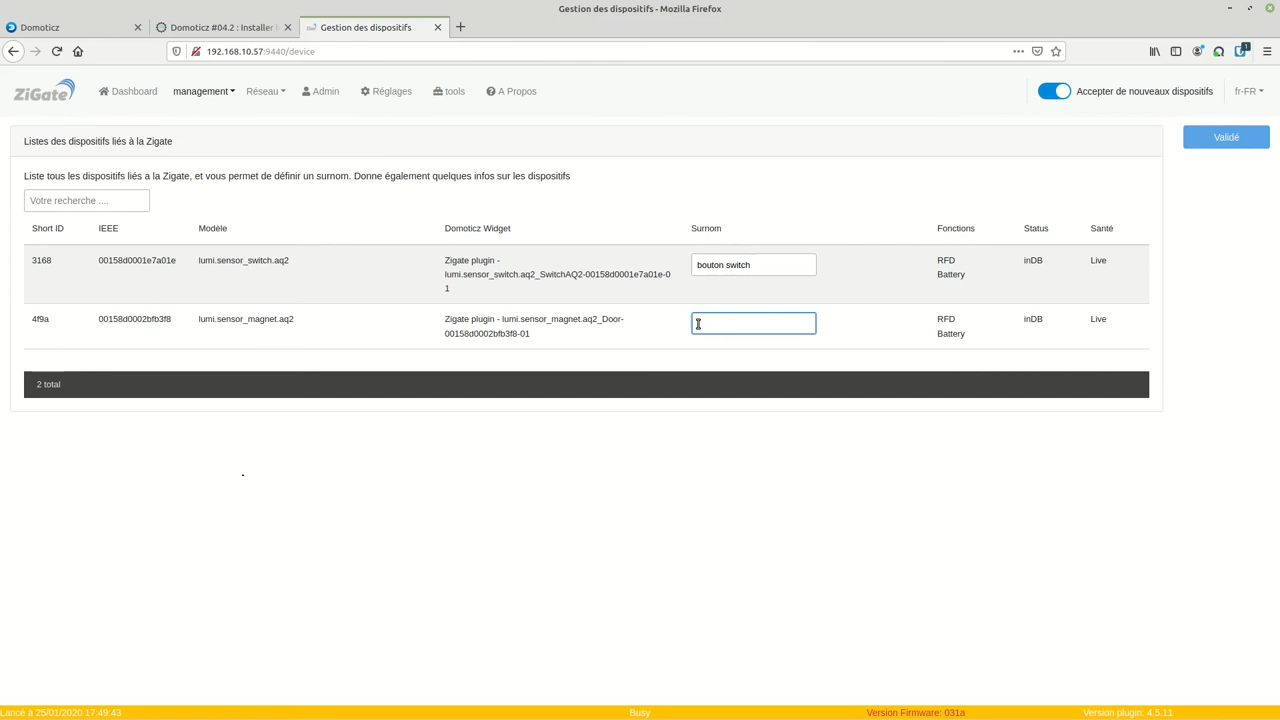 Gestion des dispositifs - Mozilla Firefox
Domoticz
Domoticz #04.2 : Installer
Gestion des dispositifs
192.168.10.57:9440/device
1
ZiGate
Dashboard
management
Réseau
Admin
Réglages
tools
A Propos
Accepter de nouveaux dispositifs
fr-FR
Listes des dispositifs liés à la Zigate
Validé
Liste tous les dispositifs liés a la Zigate, et vous permet de définir un surnom. Donne également quelques infos sur les dispositifs
Votre recherche ....
Short ID IEEE Modèle Domoticz Widget Surnom Fonctions Status Santé
3168 00158d0001e7a01e lumi.sensor_switch.aq2 Zigate plugin - bouton switch RFD inDB Live
lumi.sensor_switch.aq2_SwitchAQ2-00158d0001e7a01e-0 Battery
1
4f9a 00158d0002bfb3f8 lumi.sensor_magnet.aq2 Zigate plugin - lumi.sensor_magnet.aq2_Door- RFD inDB Live
00158d0002bfb3f8-01 Battery
2 total
Lancé à 25/01/2020 17:49:43 Busy Version Firmware: 031a Version plugin: 4.5.11